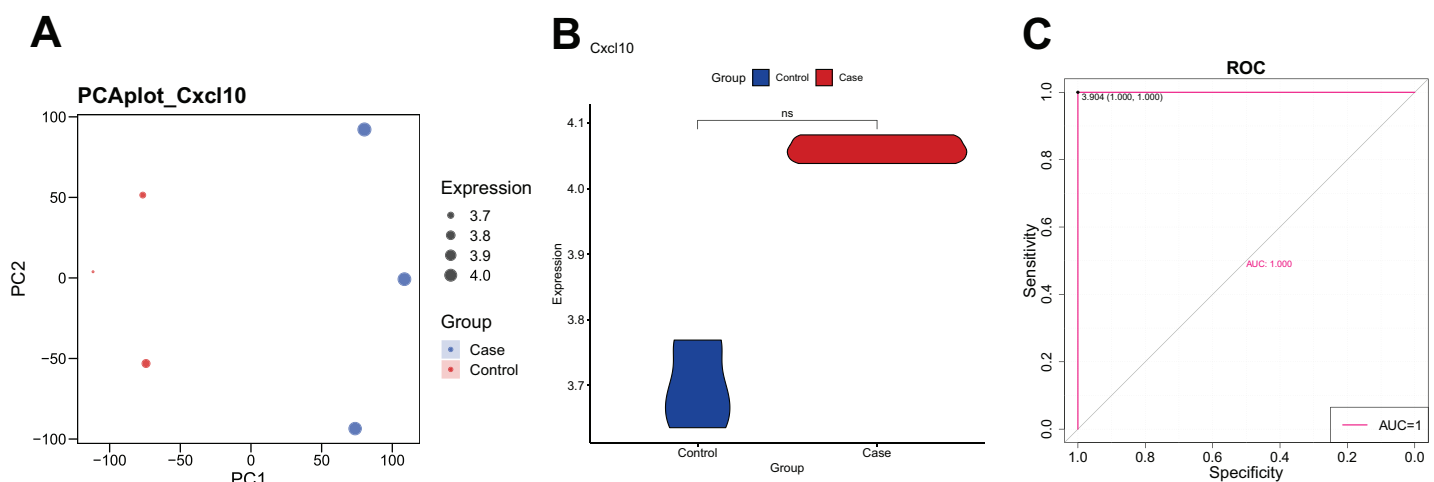 A
PCAplot_Cxcl10
100
50
0
−50
−100
PC2
−100
−50
0
50
100
PC1
Expression
3.7
3.8
3.9
4.0
Group
Case
Control
B
Cxcl10
Group Control Case
ns
4.1
4.0
3.9
3.8
3.7
Expression
Control
Case
Group
C
ROC
3.904 (1.000, 1.000)
AUC: 1.000
AUC=1
1.0
0.8
0.6
0.4
0.2
0.0
Sensitivity
1.0
0.8
0.6
0.4
0.2
0.0
Specificity